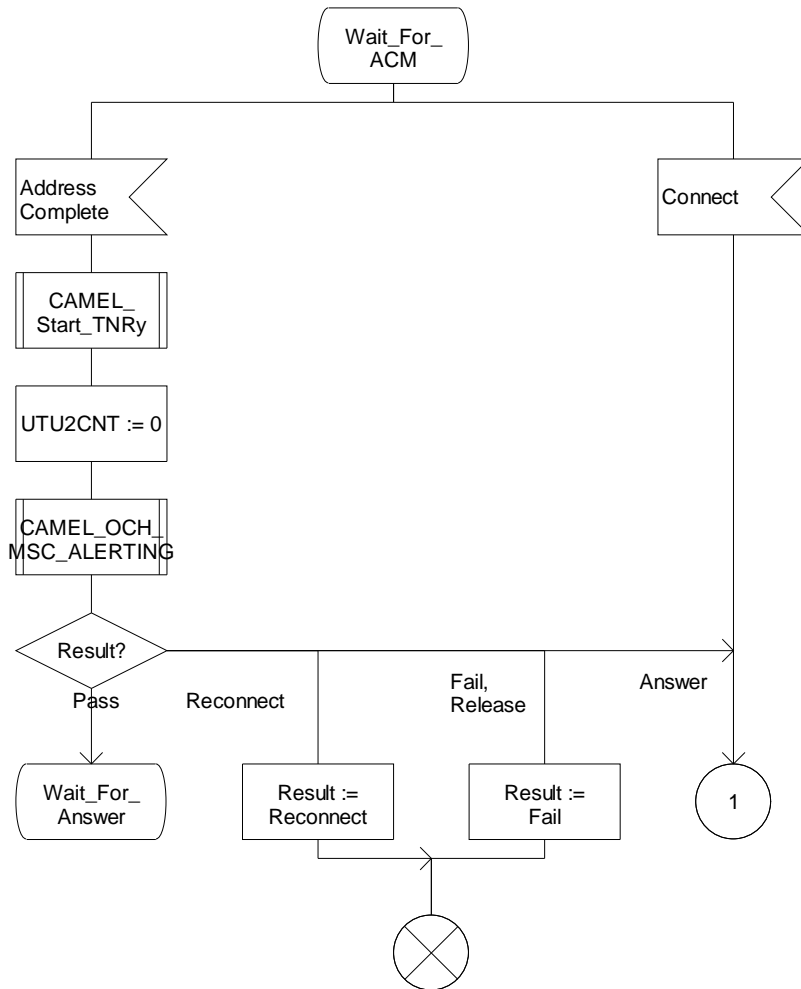 Wait_For_
ACM
Address
Complete
Connect
CAMEL_
Start_TNRy
UTU2CNT := 0
CAMEL_OCH_
MSC_ALERTING
Result?
Pass
Reconnect
Fail,
Release
Answer
Wait_For_
Answer
Result :=
Reconnect
Result :=
Fail
1